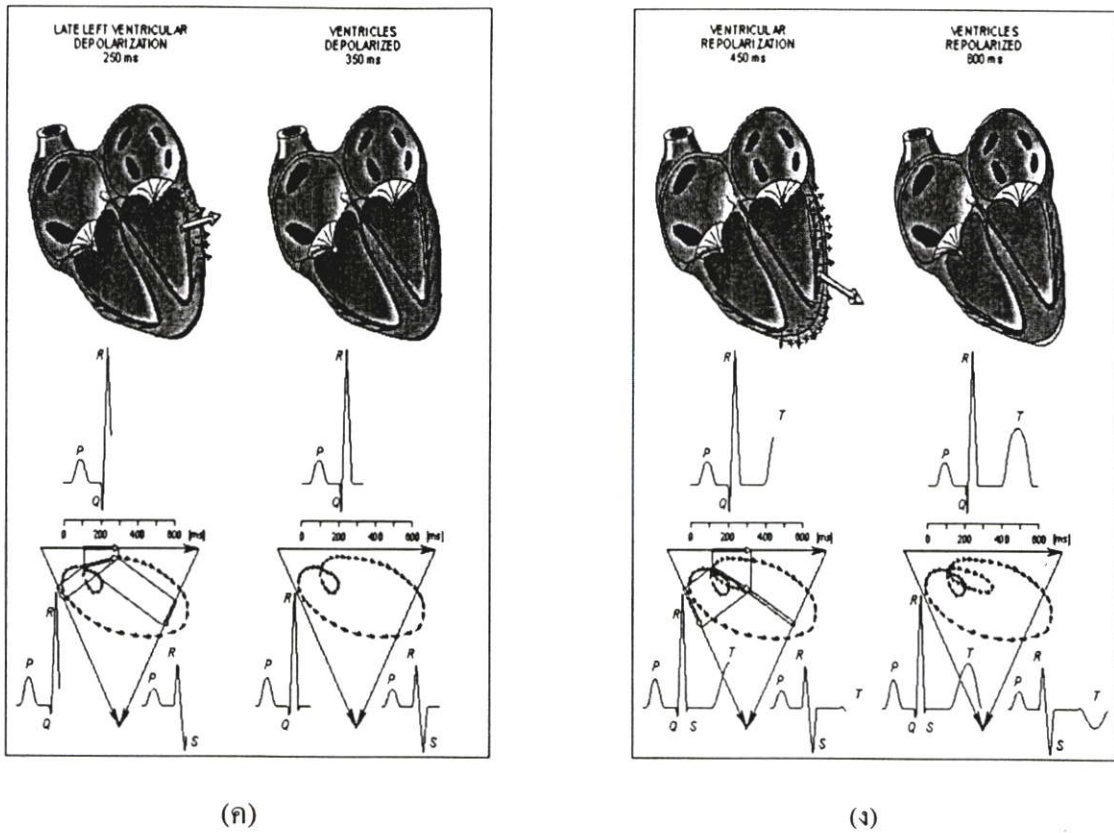 LATE LEFT VENTRICULAR
DEPOLARIZATION
250 ms
VENTRICLES
DEPOLARIZED
350 ms
R
P
Q
R
P
Q
0 200 400 600 [ms]
0 200 400 600 [ms]
R
P
Q
R
P
S
R
P
Q
R
P
S
(ค)
VENTRICULAR
REPOLARIZATION
450 ms
VENTRICLES
REPOLARIZED
600 ms
R
T
P
Q
R
T
P
Q
0 200 400 600 [ms]
0 200 400 600 [ms]
R
P
T
Q S
R
P
T
S
R
P
T
Q S
R
P
T
S
(ง)